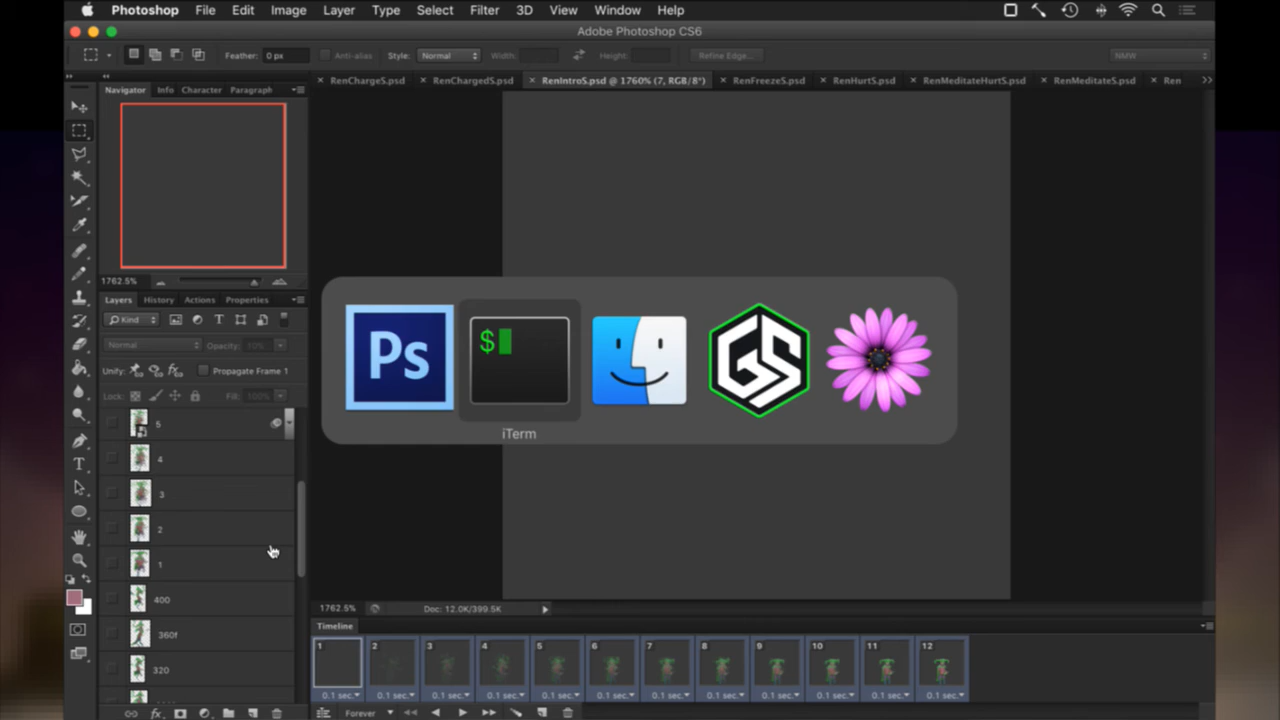 Photoshop File Edit Image Layer Type Select Filter 3D View Window Help
Adobe Photoshop CS6
Feather: 0 px Anti-alias Style: Normal Width: Height: Refine Edge... NMW
RenChargeS.psd RenChargedS.psd RenIntroS.psd @ 1760% (7, RGB/8*) RenFreezeS.psd RenHurtS.psd RenMeditateHurtS.psd RenMeditateS.psd Ren
Navigator Info Character Paragraph
1762.5%
Layers History Actions Properties
Kind
Normal Opacity: 10%
Unify: Propagate Frame 1
Lock: Fill: 100%
5
4
3
2
1
400
360f
320
Ps
$
GS
iTerm
1762.5% Doc: 12.0K/399.5K
Timeline
1 2 3 4 5 6 7 8 9 10 11 12
0.1 sec. 0.1 sec. 0.1 sec. 0.1 sec. 0.1 sec. 0.1 sec. 0.1 sec. 0.1 sec. 0.1 sec. 0.1 sec. 0.1 sec. 0.1 sec.
Forever